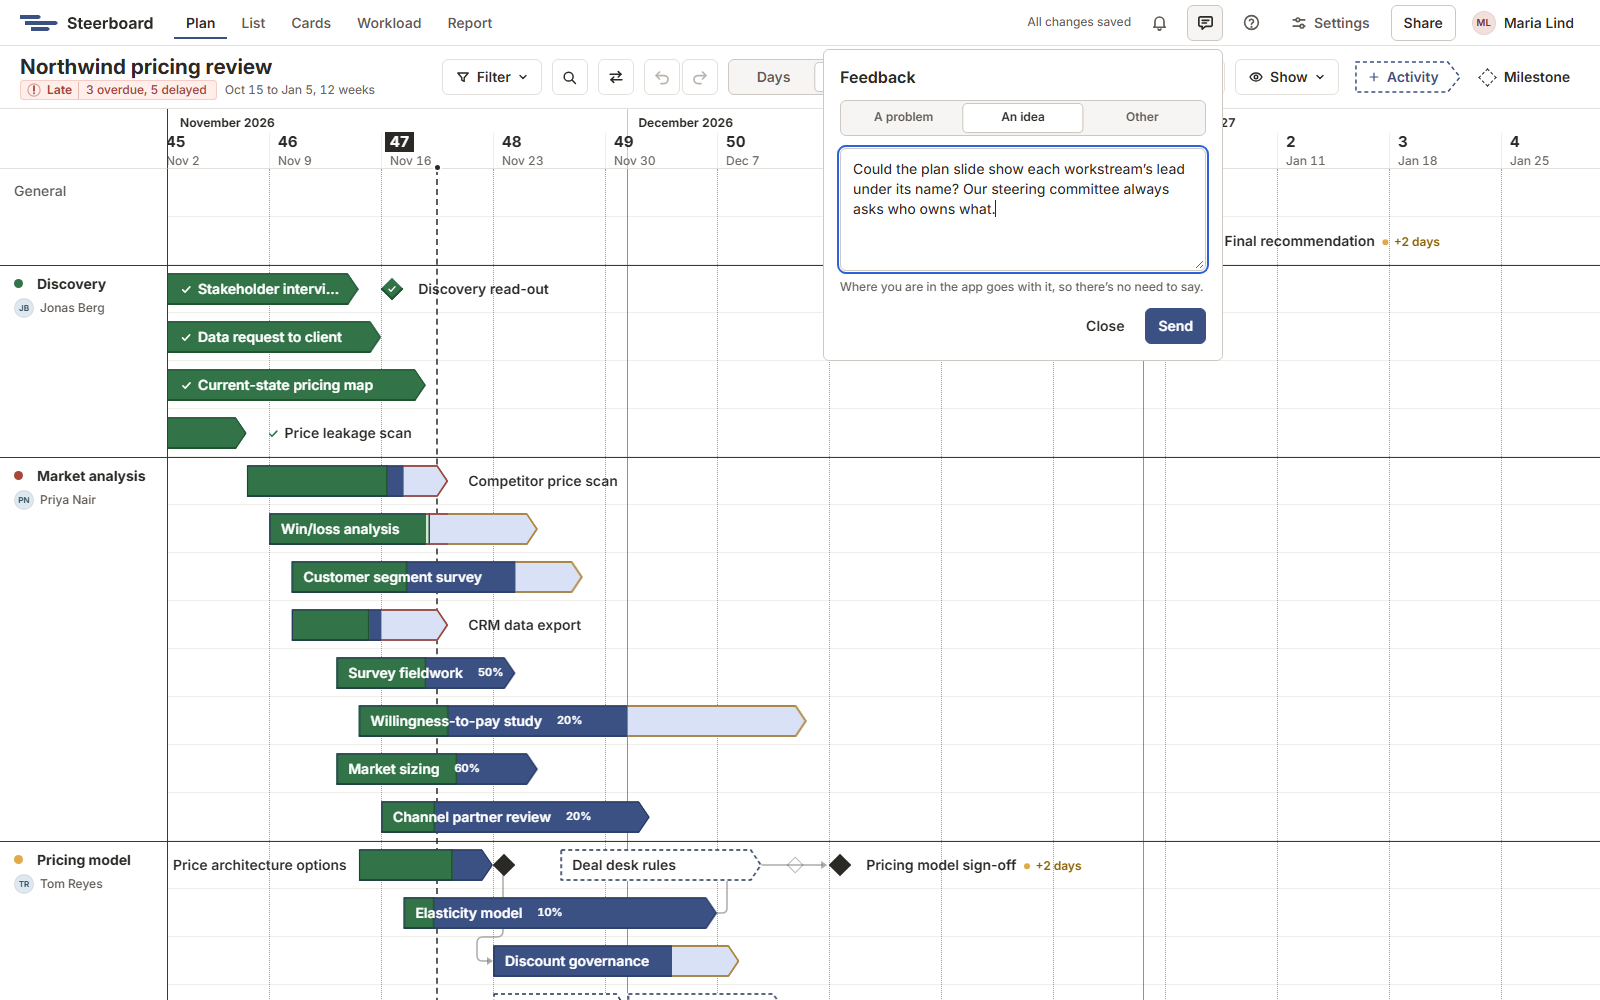 Steerboard
Plan
List
Cards
Workload
Report
All changes saved
Settings
Share
ML
Maria Lind
Northwind pricing review
Late
3 overdue, 5 delayed
Oct 15 to Jan 5, 12 weeks
Filter
Days
Show
+ Activity
Milestone
Feedback
A problem
An idea
Other
Could the plan slide show each workstream’s lead
under its name? Our steering committee always
asks who owns what.
Where you are in the app goes with it, so there’s no need to say.
Close
Send
November 2026
December 2026
27
45
46
47
48
49
50
2
3
4
Nov 2
Nov 9
Nov 16
Nov 23
Nov 30
Dec 7
Jan 11
Jan 18
Jan 25
General
Final recommendation
+2 days
Discovery
JB
Jonas Berg
Stakeholder intervi...
Discovery read-out
Data request to client
Current-state pricing map
Price leakage scan
Market analysis
PN
Priya Nair
Competitor price scan
Win/loss analysis
Customer segment survey
CRM data export
Survey fieldwork 50%
Willingness-to-pay study 20%
Market sizing 60%
Channel partner review 20%
Pricing model
TR
Tom Reyes
Price architecture options
Deal desk rules
Pricing model sign-off
+2 days
Elasticity model 10%
Discount governance